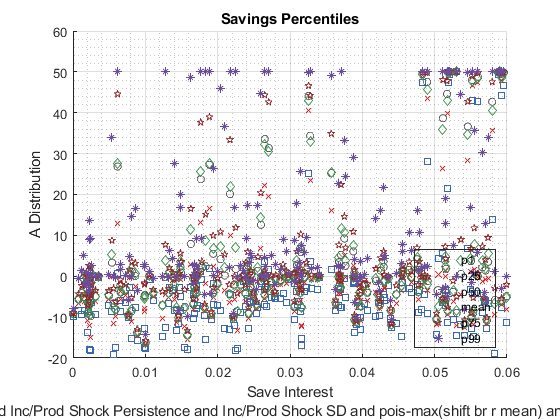 Savings Percentiles
60
50
40
30
20
10
0
-10
-20
A Distribution
0
0.01
0.02
0.03
0.04
0.05
0.06
Save Interest
p1
p25
p50
mean
p75
p99
d Inc/Prod Shock Persistence and Inc/Prod Shock SD and pois-max(shift br r mean) and